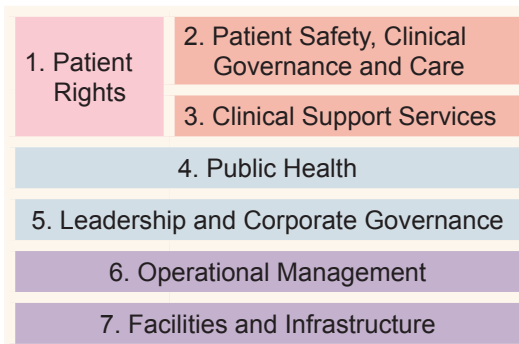 1. Patient
Rights
2. Patient Safety, Clinical
Governance and Care
3. Clinical Support Services
4. Public Health
5. Leadership and Corporate Governance
6. Operational Management
7. Facilities and Infrastructure